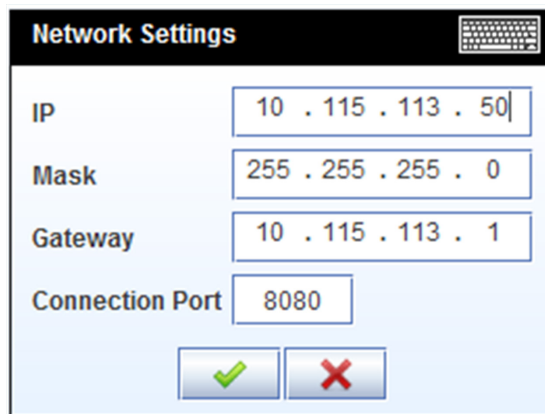 Network Settings
IP 10 . 115 . 113 . 50
Mask 255 . 255 . 255 . 0
Gateway 10 . 115 . 113 . 1
Connection Port 8080